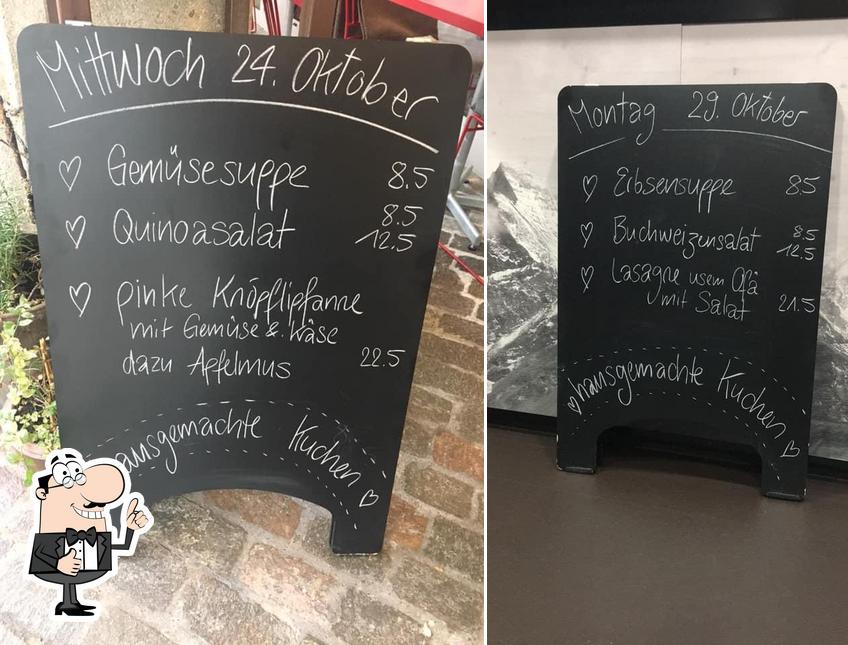 Mittwoch 24. Oktober
Gemüsesuppe 8.5
8.5
Quinoasalat 12.5
pinke Knöpflipfanne
mit Gemüse & Käse
dazu Apfelmus 22.5
hausgemachte Kuchen
Montag 29. Oktober
Erbsensuppe 8.5
Buchweizensalat 8.5
12.5
Lasagne usem Ofä
mit Salat 21.5
hausgemachte Kuchen